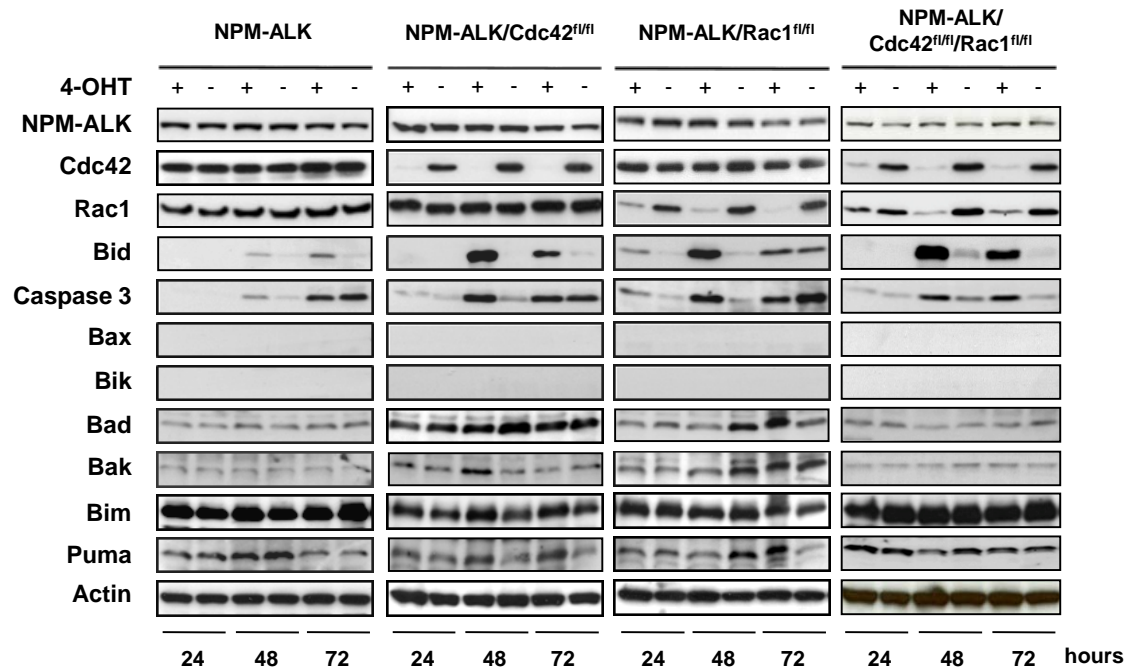 NPM-ALK NPM-ALK/Cdc42fl/fl NPM-ALK/Rac1fl/fl NPM-ALK/
Cdc42fl/fl/Rac1fl/fl
4-OHT + - + - + - + - + - + - + - + - + - + - + - + -
NPM-ALK
Cdc42
Rac1
Bid
Caspase 3
Bax
Bik
Bad
Bak
Bim
Puma
Actin
24 48 72 24 48 72 24 48 72 24 48 72 hours